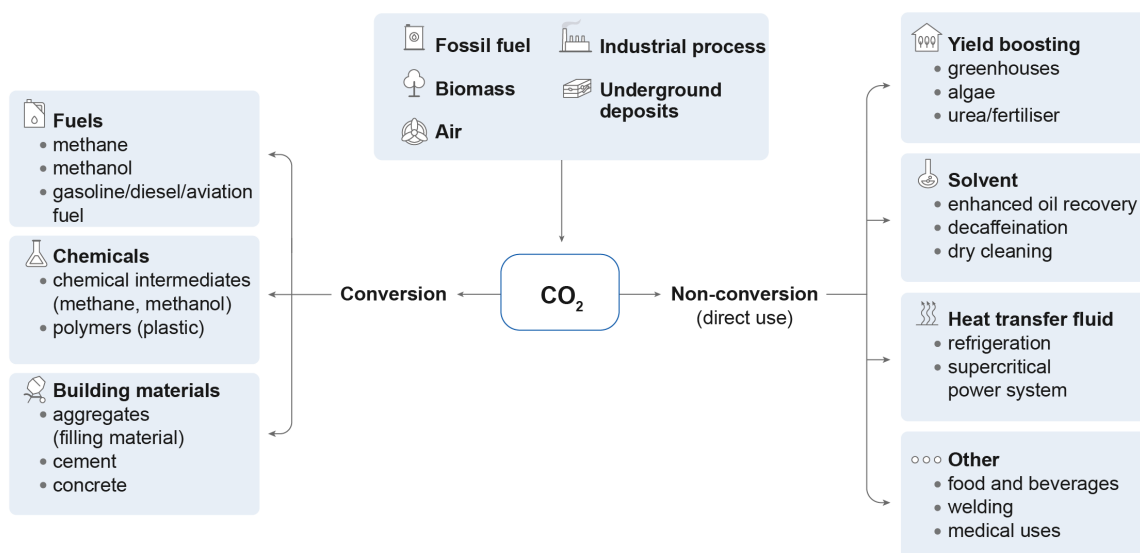 Fossil fuel
Biomass
Air
Industrial process
Underground
deposits
Fuels
• methane
• methanol
• gasoline/diesel/aviation
fuel
Chemicals
• chemical intermediates
(methane, methanol)
• polymers (plastic)
Building materials
• aggregates
(filling material)
• cement
• concrete
Conversion
CO₂
Non-conversion
(direct use)
Yield boosting
• greenhouses
• algae
• urea/fertiliser
Solvent
• enhanced oil recovery
• decaffeination
• dry cleaning
Heat transfer fluid
• refrigeration
• supercritical
power system
Other
• food and beverages
• welding
• medical uses